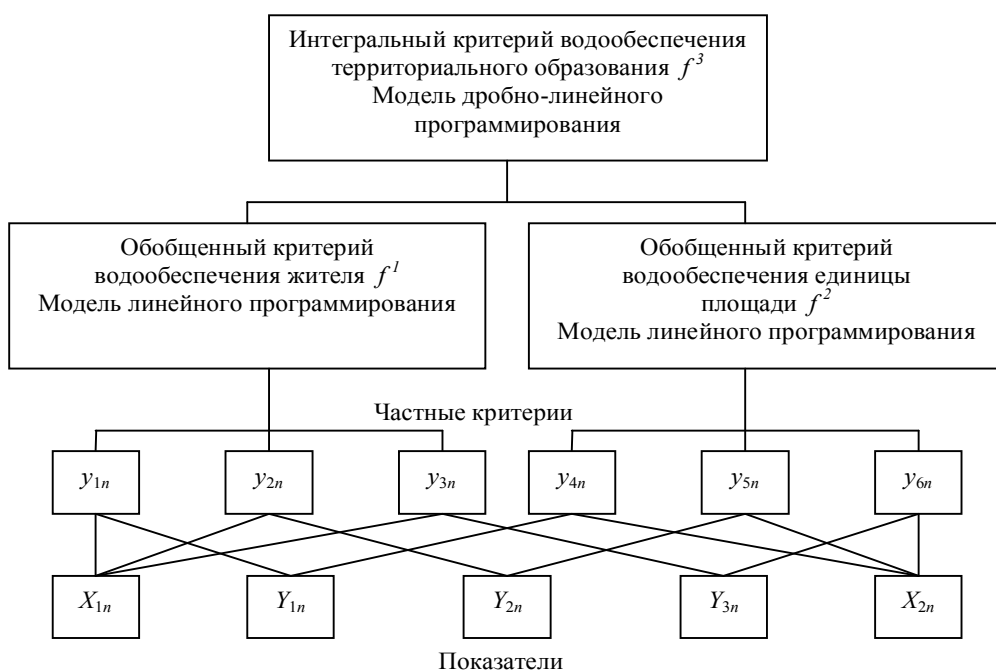 Интегральный критерий водообеспечения
территориального образования f³
Модель дробно-линейного
программирования
Обобщенный критерий
водообеспечения жителя f¹
Модель линейного программирования
Обобщенный критерий
водообеспечения единицы
площади f²
Модель линейного программирования
Частные критерии
y₁ₙ y₂ₙ y₃ₙ y₄ₙ y₅ₙ y₆ₙ
X₁ₙ Y₁ₙ Y₂ₙ Y₃ₙ X₂ₙ
Показатели